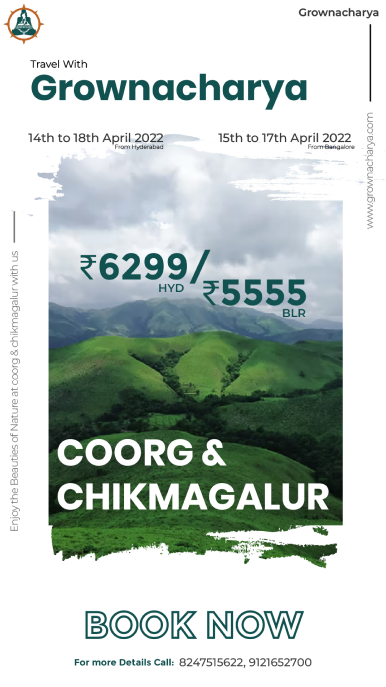 Grownacharya
Travel With
Grownacharya
14th to 18th April 2022
From Hyderabad
15th to 17th April 2022
From Bangalore
www.grownacharya.com
₹6299/
HYD
₹5555
BLR
Enjoy the Beauties of Nature at coorg & chikmagalur with us
COORG &
CHIKMAGALUR
BOOK NOW
For more Details Call: 8247515622, 9121652700